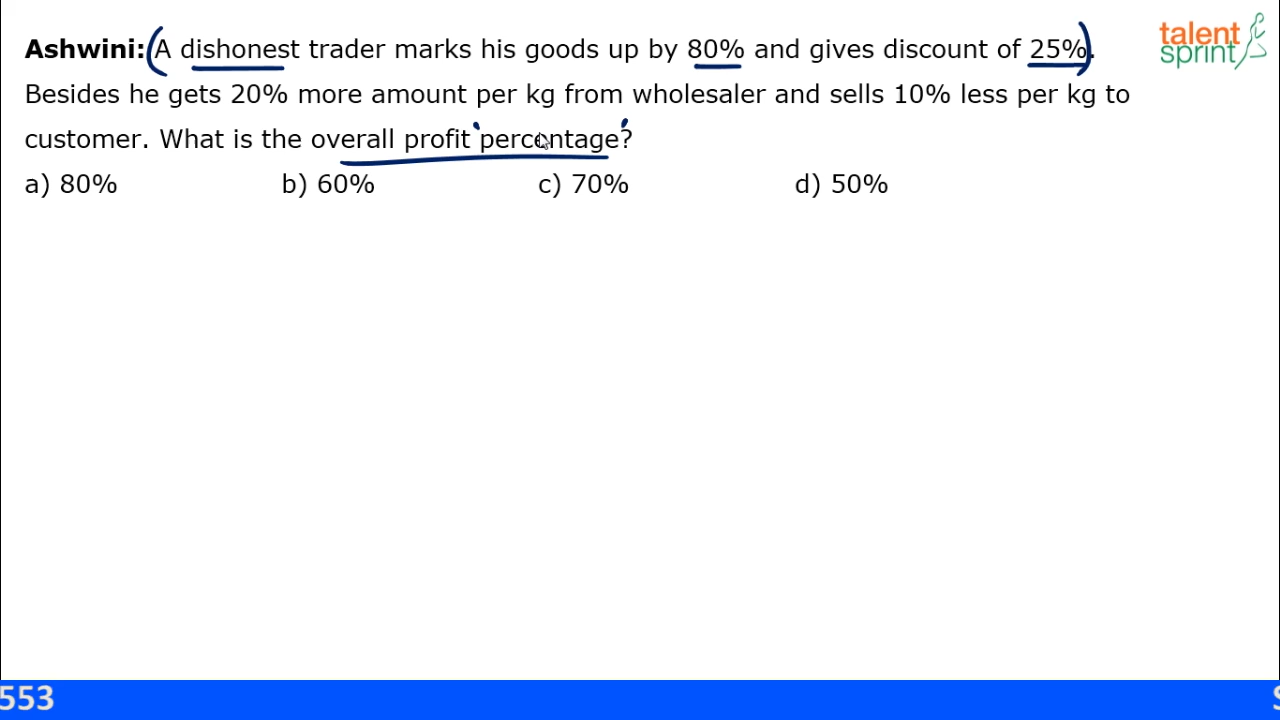 Ashwini: A dishonest trader marks his goods up by 80% and gives discount of 25%.
Besides he gets 20% more amount per kg from wholesaler and sells 10% less per kg to
customer. What is the overall profit percentage?
a) 80% b) 60% c) 70% d) 50%
talent
sprint
553
S